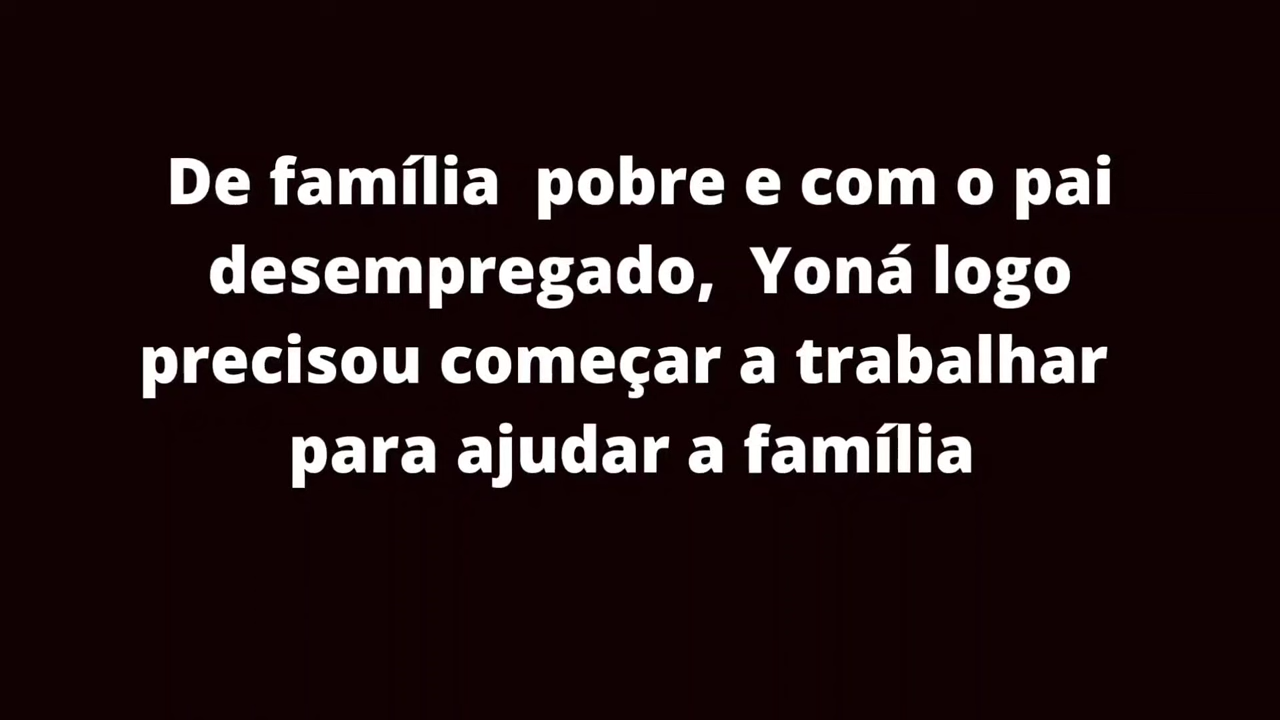 De família  pobre e com o pai
desempregado,  Yoná logo
precisou começar a trabalhar
para ajudar a família